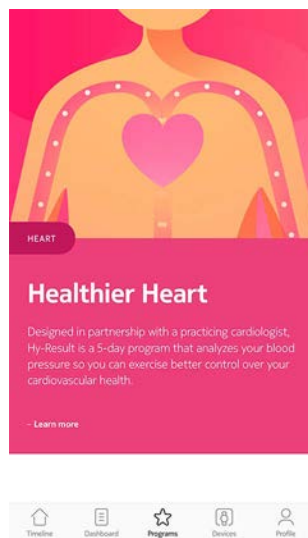 HEART
Healthier Heart
Designed in partnership with a practicing cardiologist,
Hy-Result is a 5-day program that analyzes your blood
pressure so you can exercise better control over your
cardiovascular health.
– Learn more
Timeline Dashboard Programs Devices Profile